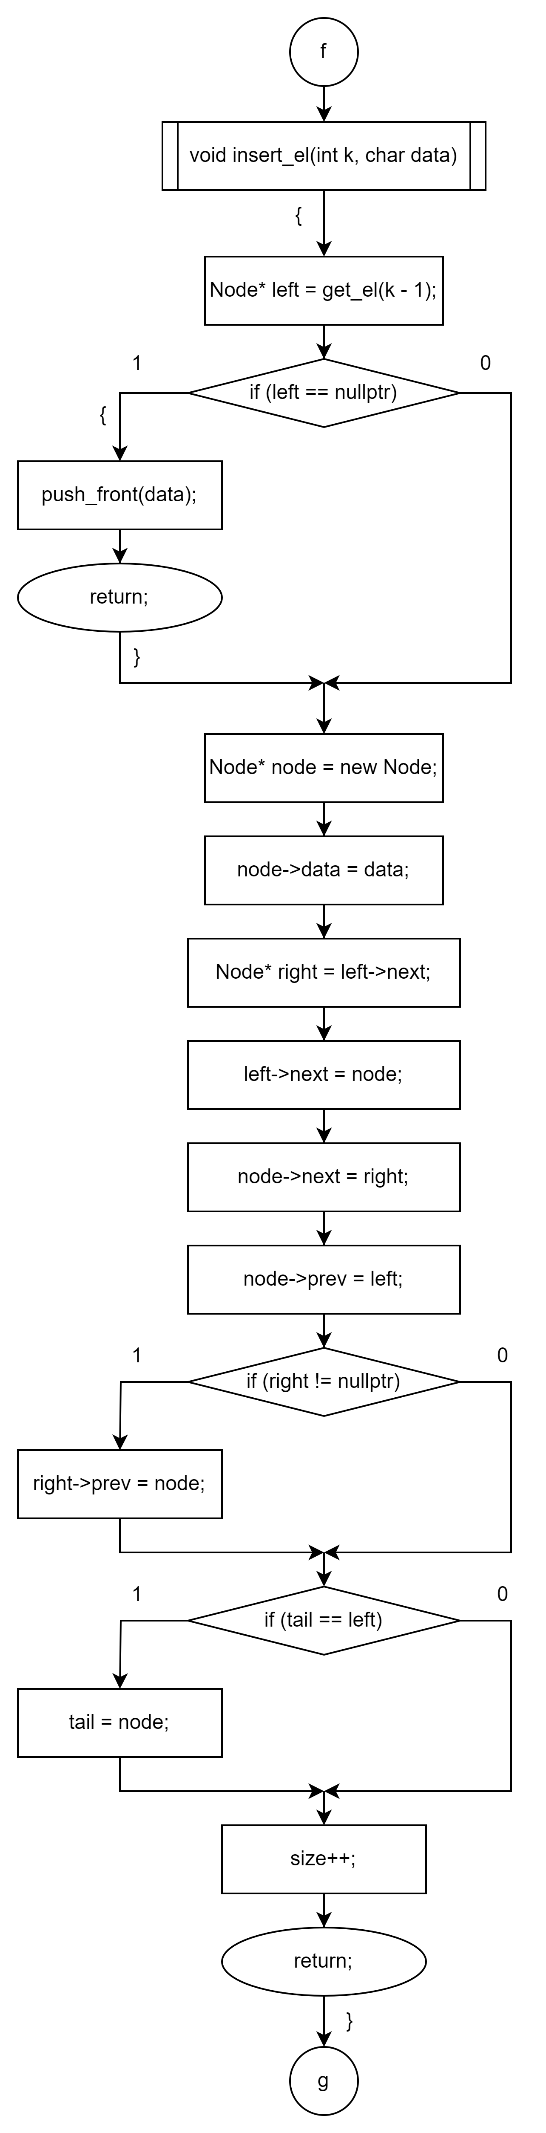 f
void insert_el(int k, char data)
{
Node* left = get_el(k - 1);
1
0
if (left == nullptr)
{
push_front(data);
return;
}
Node* node = new Node;
node->data = data;
Node* right = left->next;
left->next = node;
node->next = right;
node->prev = left;
1
0
if (right != nullptr)
right->prev = node;
1
0
if (tail == left)
tail = node;
size++;
return;
}
g